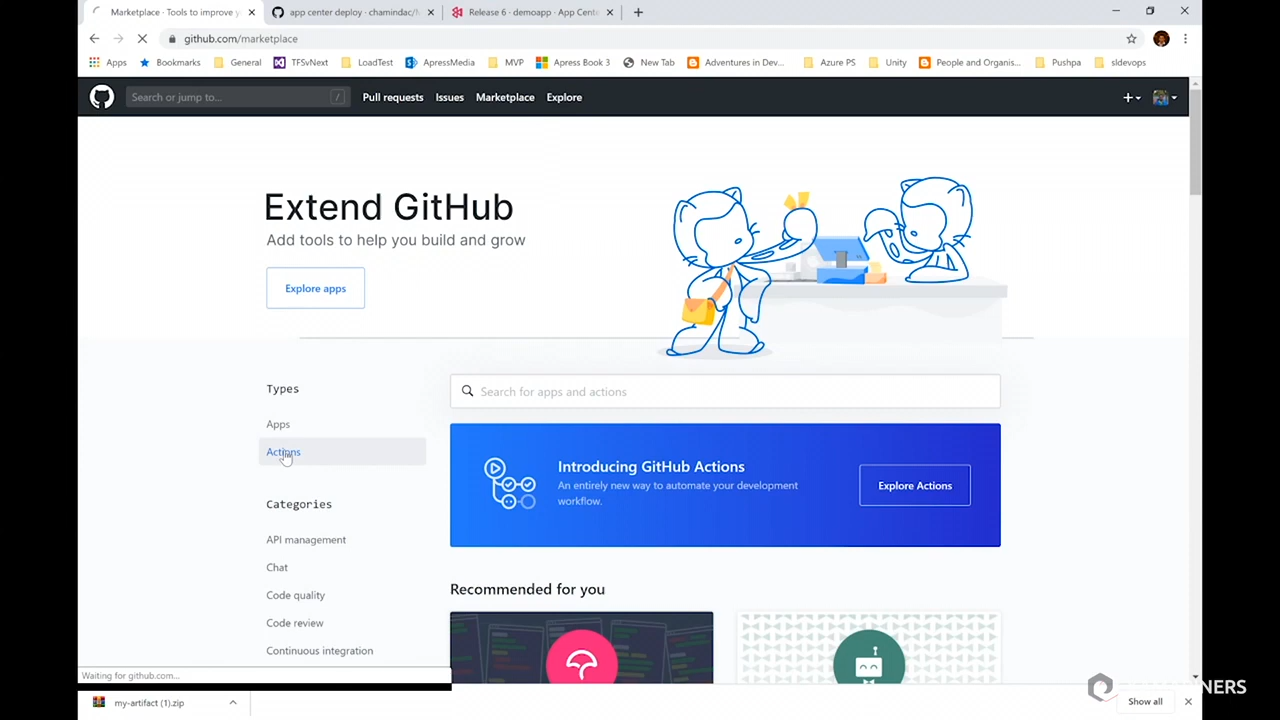 Marketplace · Tools to improve y
app center deploy · chamindac/
Release 6 - demoapp - App Cent
github.com/marketplace
Apps
Bookmarks
General
TFSvNext
LoadTest
ApressMedia
MVP
Apress Book 3
New Tab
Adventures in Dev...
Azure PS
Unity
People and Organis...
Pushpa
sldevops
Search or jump to...
/
Pull requests
Issues
Marketplace
Explore
Extend GitHub
Add tools to help you build and grow
Explore apps
Types
Search for apps and actions
Apps
Actions
Introducing GitHub Actions
An entirely new way to automate your development
workflow.
Explore Actions
Categories
API management
Chat
Recommended for you
Code quality
Code review
Continuous integration
Waiting for github.com...
my-artifact (1).zip
Show all
NERS